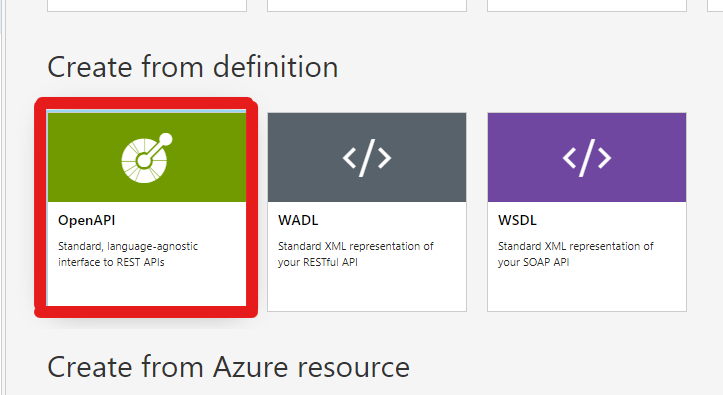 Create from definition
OpenAPI
Standard, language-agnostic
interface to REST APIs
WADL
Standard XML representation of
your RESTful API
WSDL
Standard XML representation of
your SOAP API
Create from Azure resource